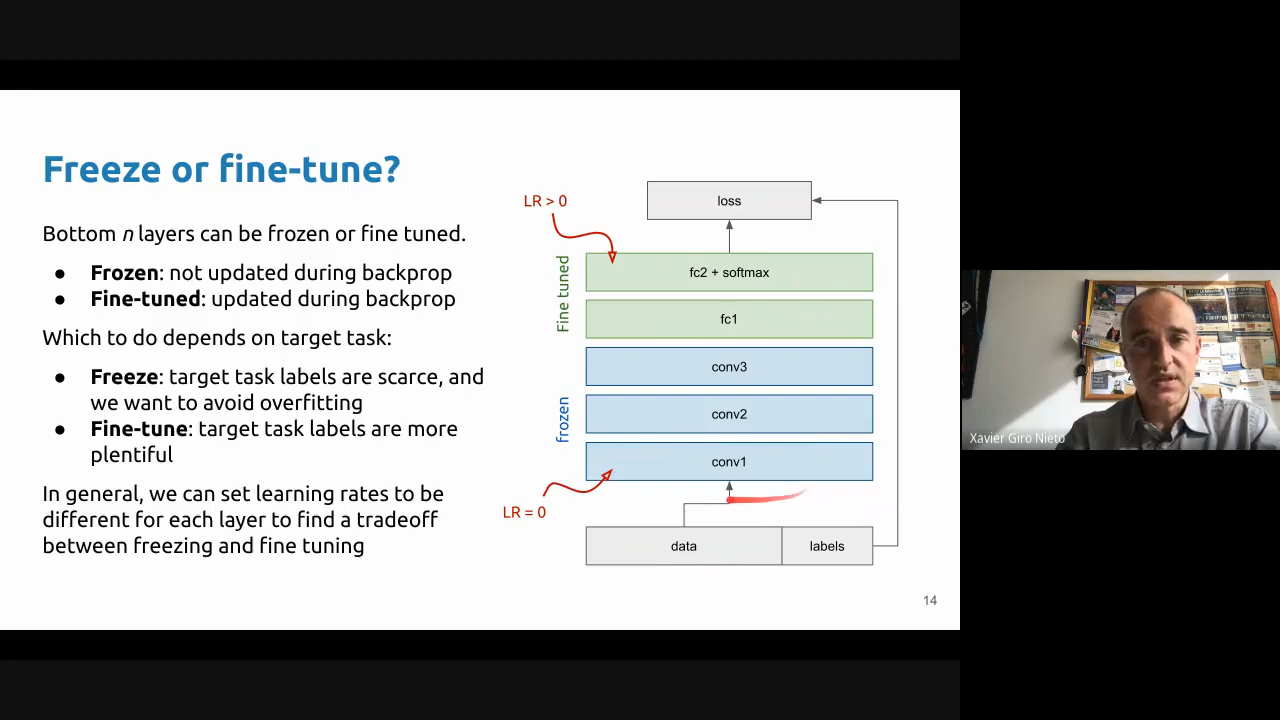 Freeze or fine-tune?
Bottom n layers can be frozen or fine tuned.
● Frozen: not updated during backprop
● Fine-tuned: updated during backprop
Which to do depends on target task:
● Freeze: target task labels are scarce, and
we want to avoid overfitting
● Fine-tune: target task labels are more
plentiful
In general, we can set learning rates to be
different for each layer to find a tradeoff
between freezing and fine tuning
LR > 0
loss
Fine tuned
fc2 + softmax
fc1
conv3
frozen
conv2
conv1
LR = 0
data
labels
14
Xavier Giro Nieto